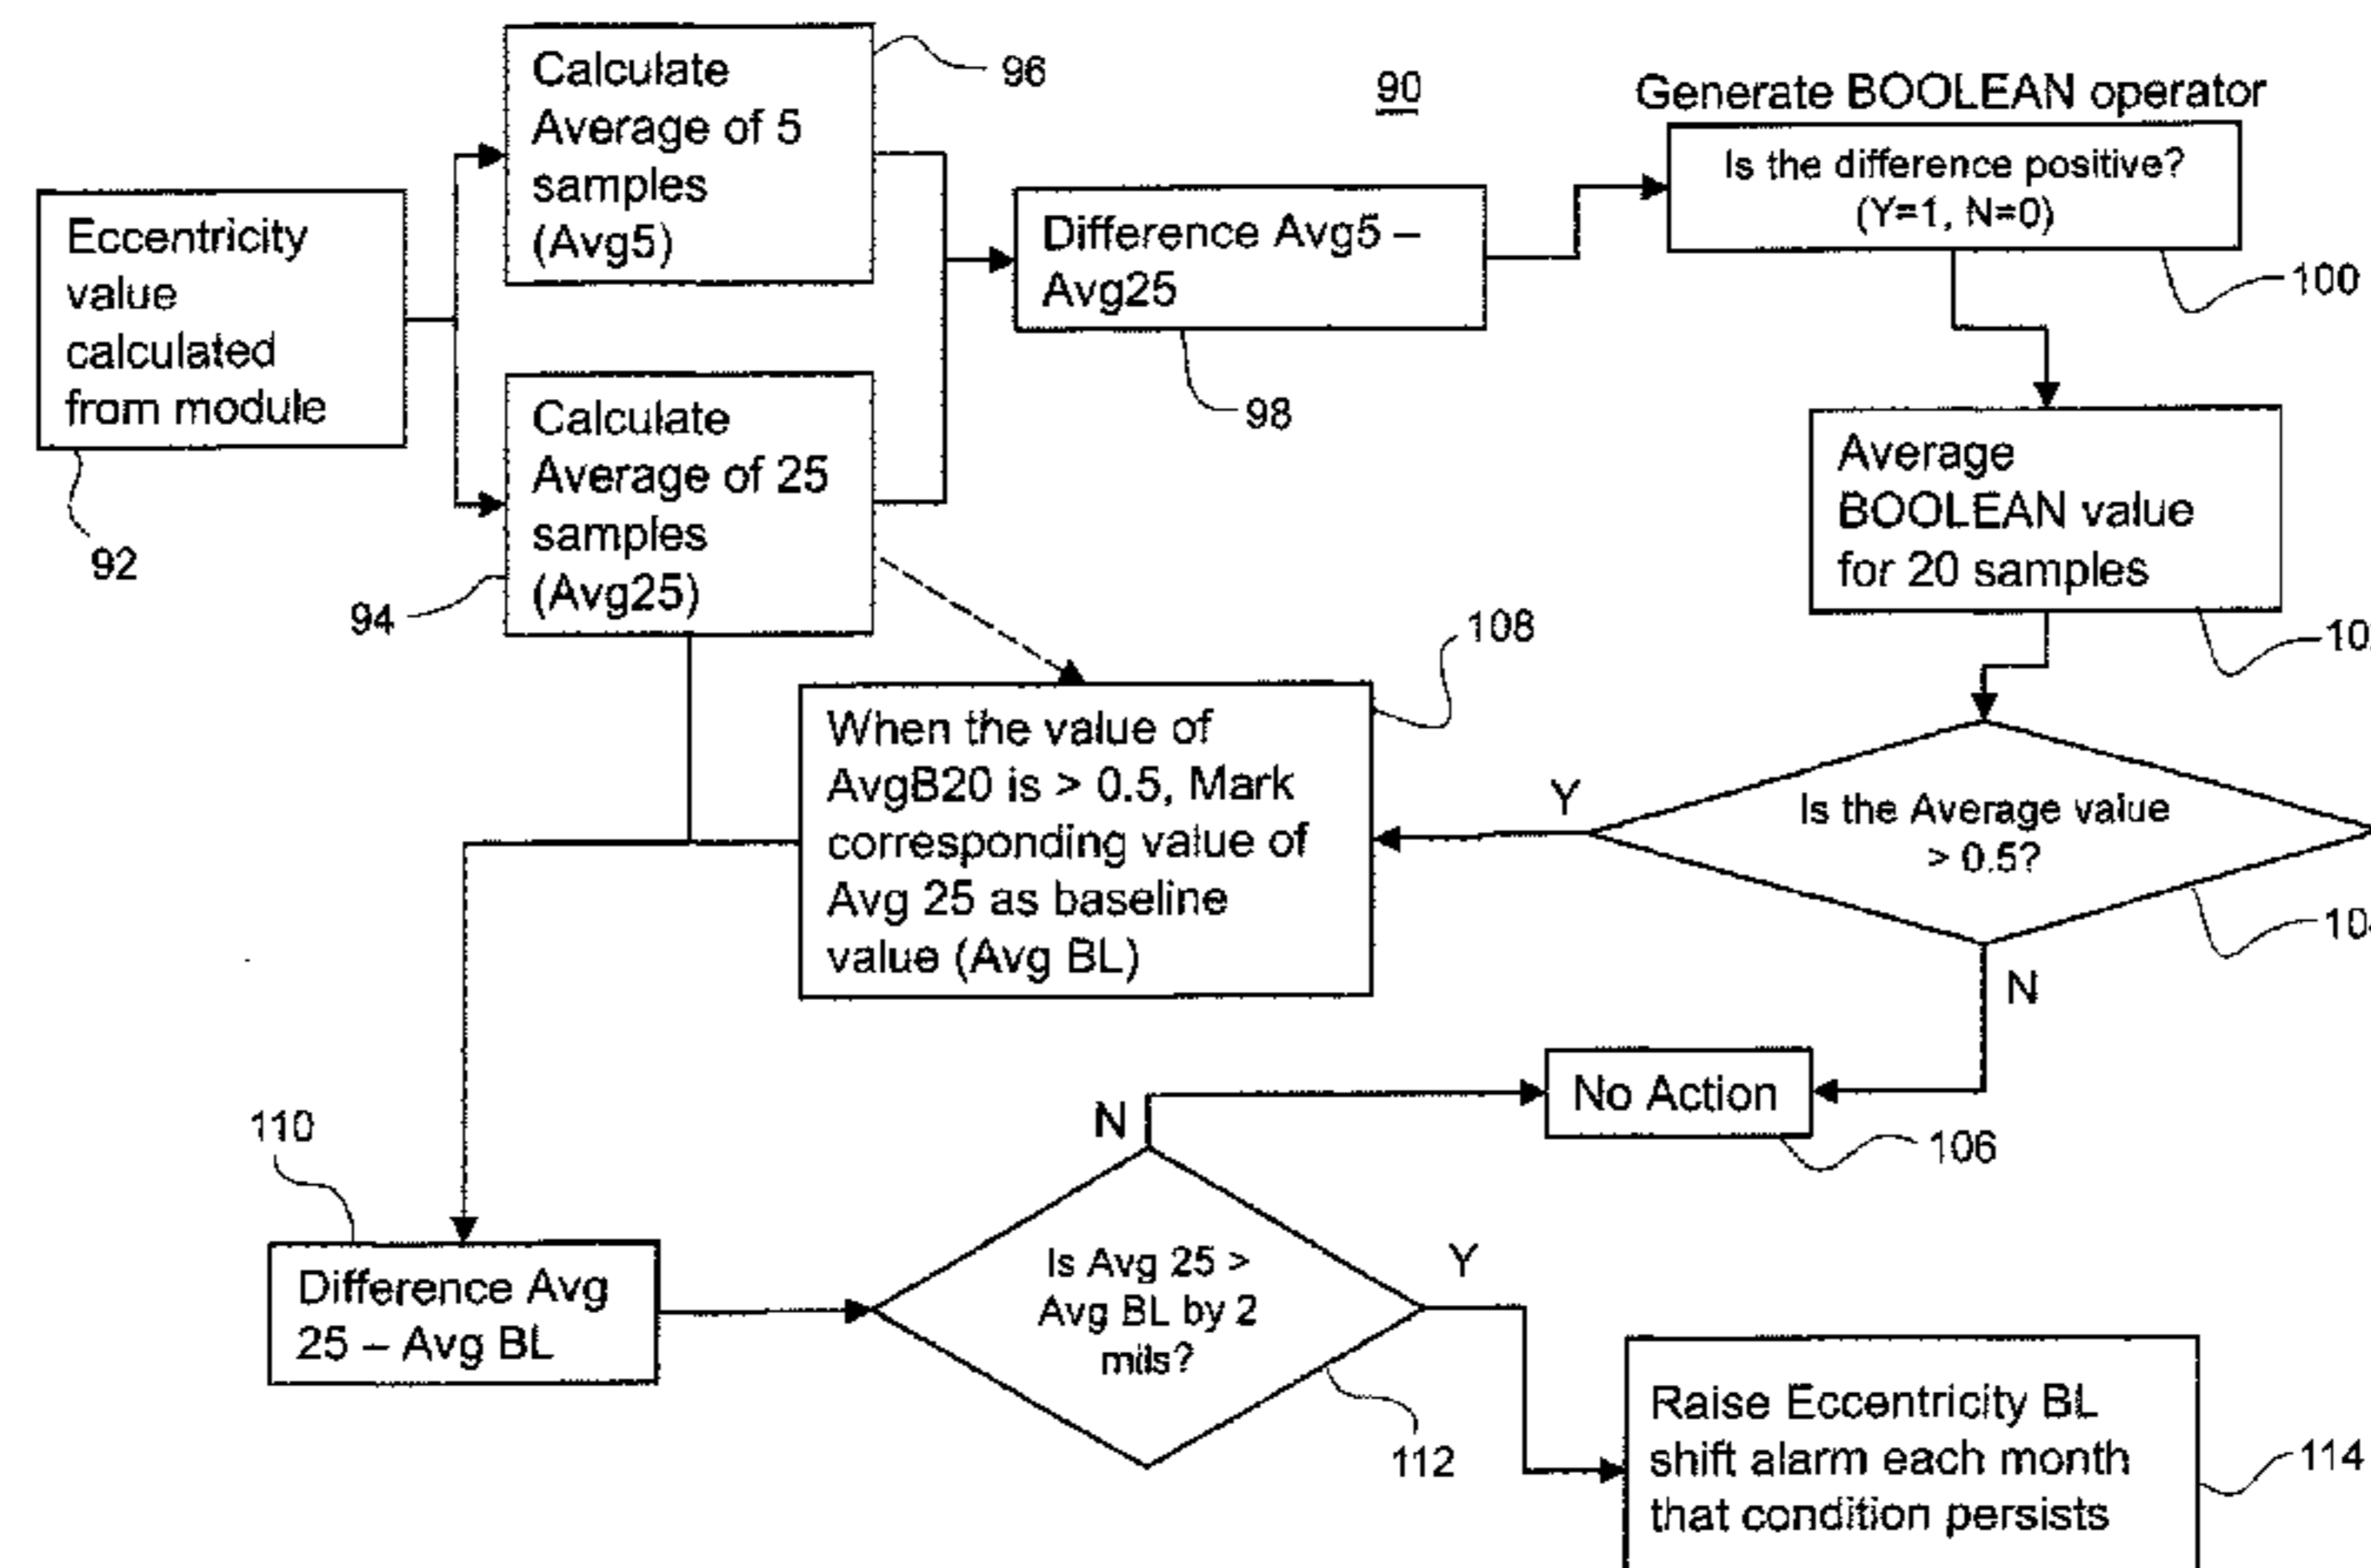 Calculate
Average of 5
samples
(Avg5)
96
90
Generate BOOLEAN operator
Is the difference positive?
(Y=1, N=0)
100
Eccentricity
value
calculated
from module
92
Difference Avg5 –
Avg25
98
Calculate
Average of 25
samples
(Avg25)
94
Average
BOOLEAN value
for 20 samples
108
When the value of
AvgB20 is > 0.5, Mark
corresponding value of
Avg 25 as baseline
value (Avg BL)
Y
Is the Average value
> 0.5?
N
No Action
106
110
Difference Avg
25 – Avg BL
N
Is Avg 25 >
Avg BL by 2
mils?
Y
112
Raise Eccentricity BL
shift alarm each month
that condition persists
114